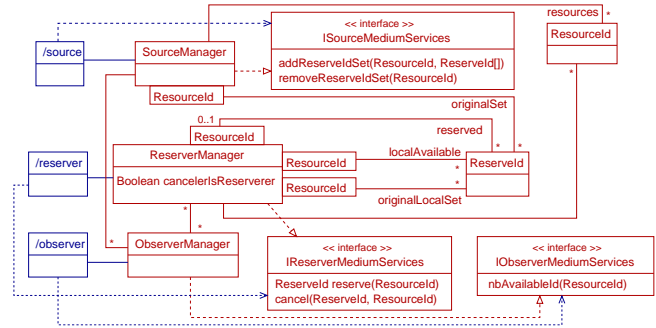 resources
*
<< interface >>
/source
SourceManager
ISourceMediumServices
ResourceId
addReserveIdSet(ResourceId, ReserveId[])
removeReserveIdSet(ResourceId)
*
ResourceId
originalSet
0..1
reserved
ResourceId
* *
ReserverManager
/reserver
ResourceId
localAvailable
ReserveId
*
Boolean cancelerIsReserverer
ResourceId
*
originalLocalSet
*
*
*
/observer
*
ObserverManager
<< interface >>
<< interface >>
IReserverMediumServices
IObserverMediumServices
ReserveId reserve(ResourceId)
nbAvailableId(ResourceId)
cancel(ReserveId, ResourceId)